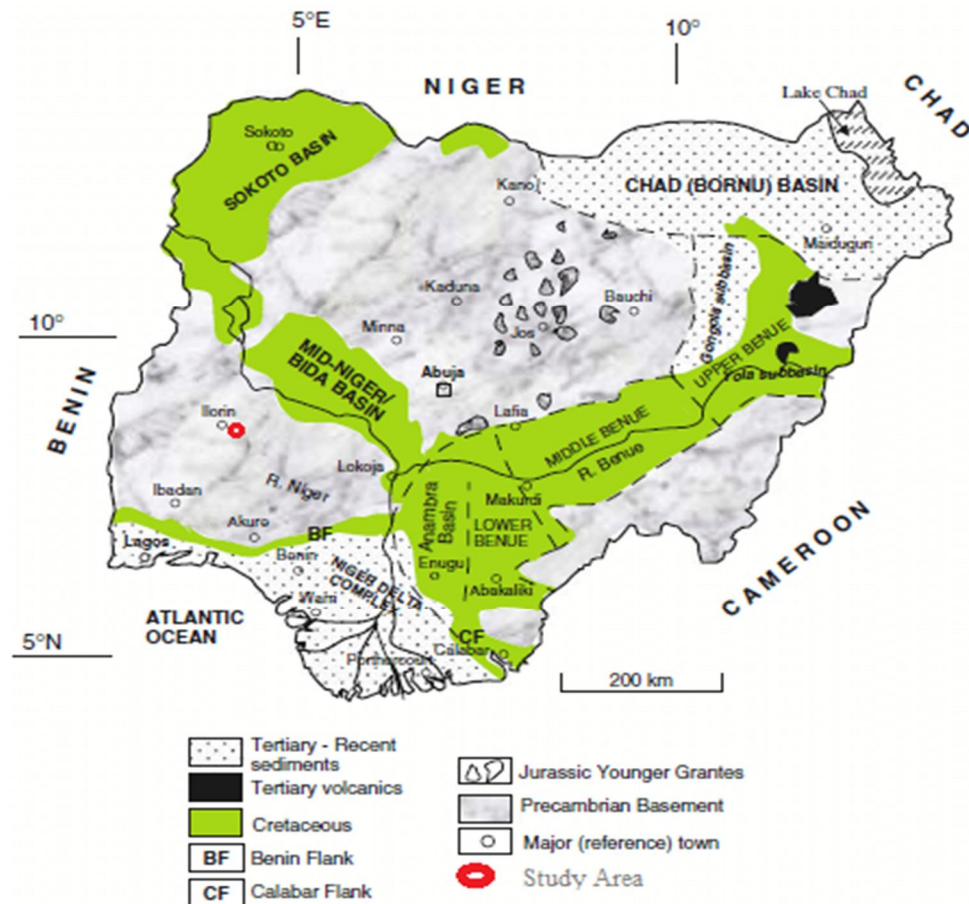 5°E
10°
NIGER
CHAD
Lake Chad
Sokoto
SOKOTO BASIN
Kano
CHAD (BORNU) BASIN
Maiduguri
Gongola subbasin
Kaduna
Bauchi
Minna
Jos
10°
MID-NIGER/
BIDA BASIN
UPPER BENUE
Yola subbasin
Abuja
BENIN
Ilorin
Lafia
MIDDLE BENUE
R. Benue
Lokoja
R. Niger
Ibadan
Makurdi
Anambra
Basin
LOWER
BENUE
Akure
BF
CAMEROON
Lagos
Benin
Enugu
NIGER DELTA
COMPLEX
Abakaliki
Warri
ATLANTIC
OCEAN
CF
Calabar
5°N
Portharcourt
200 km
Tertiary - Recent
sediments
Tertiary volcanics
Cretaceous
BF Benin Flank
CF Calabar Flank
Jurassic Younger Grantes
Precambrian Basement
Major (reference) town
Study Area